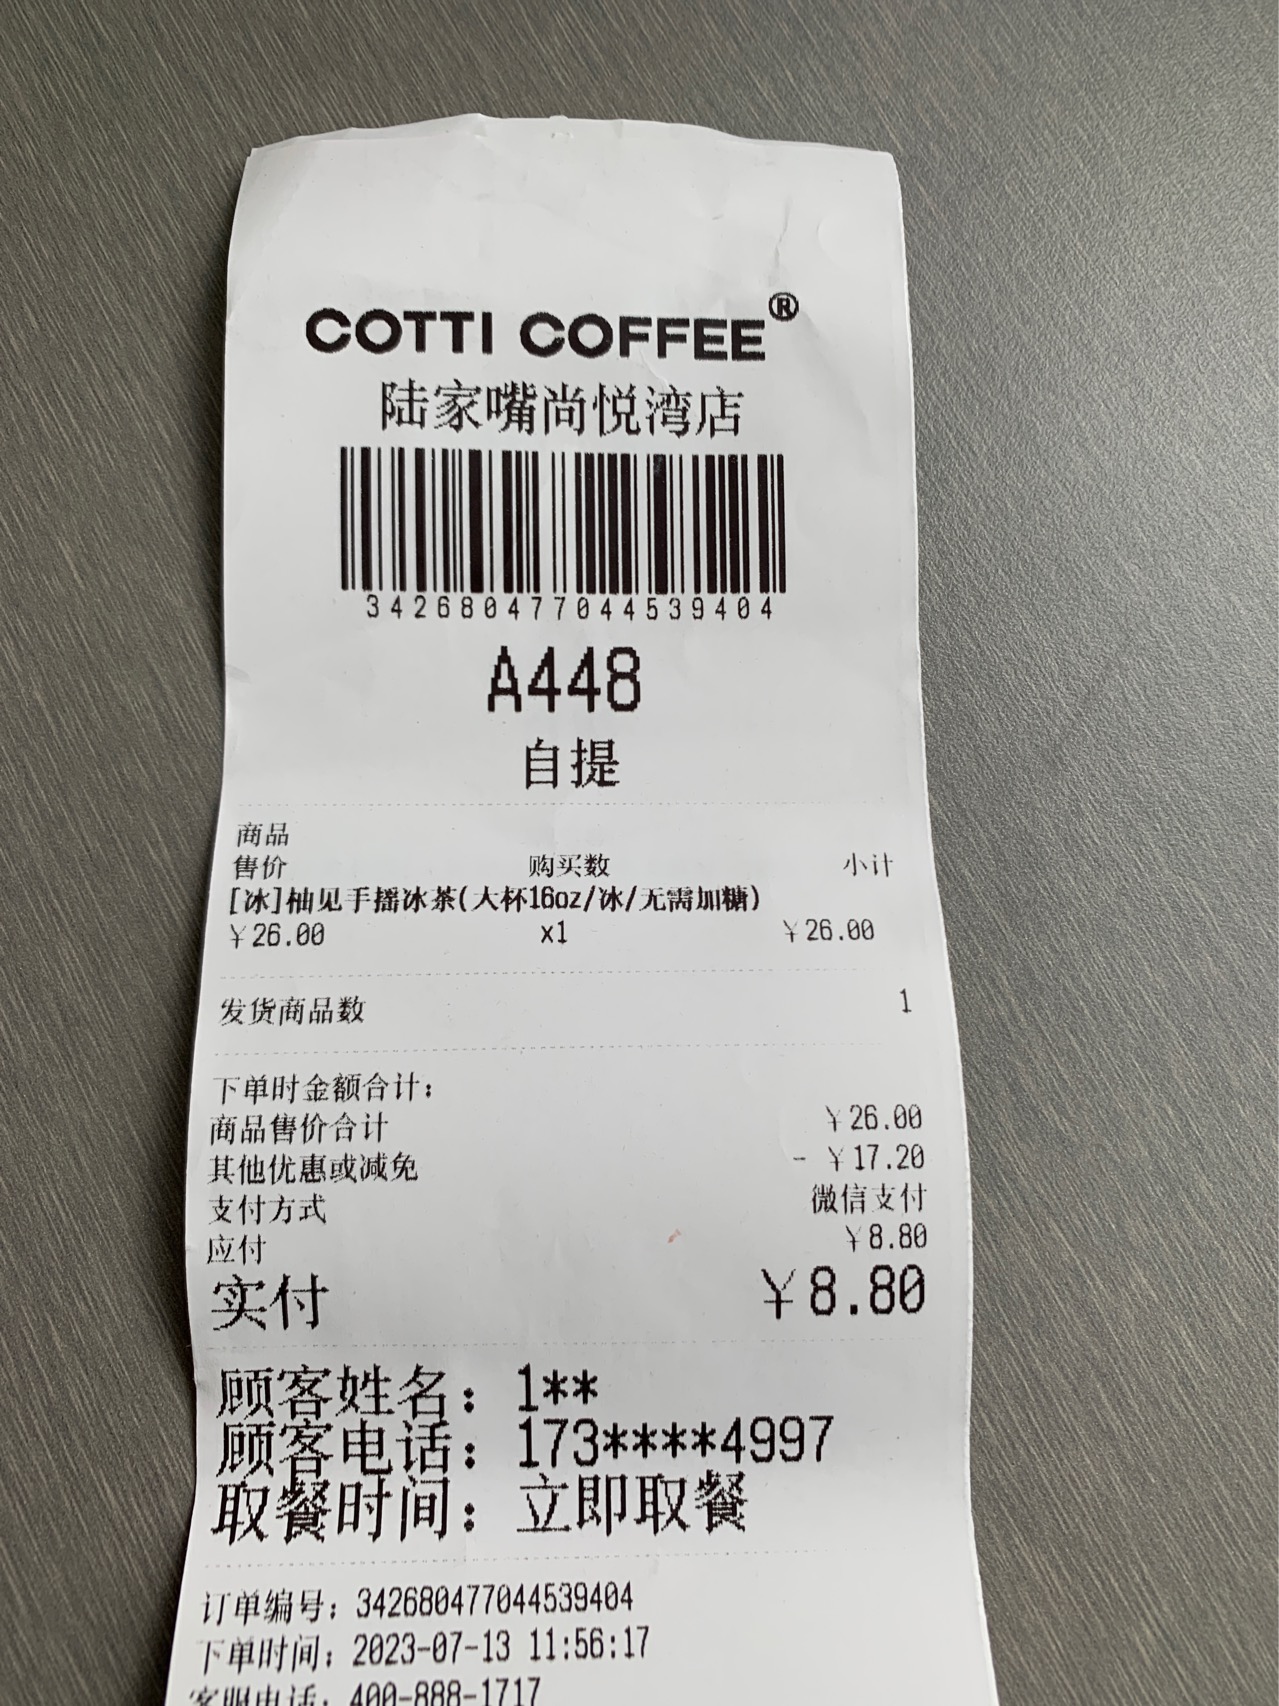 COTTI COFFEE®
陆家嘴尚悦湾店
342680477044539404
A448
自提
商品
售价 购买数 小计
[冰]柚见手摇冰茶(大杯16oz/冰/无需加糖)
￥26.00 x1 ￥26.00
发货商品数 1
下单时金额合计：
商品售价合计 ￥26.00
其他优惠或减免 - ￥17.20
支付方式 微信支付
应付 ￥8.80
实付 ￥8.80
顾客姓名：1**
顾客电话：173****4997
取餐时间：立即取餐
订单编号：342680477044539404
下单时间：2023-07-13 11:56:17
客服电话：400-888-1717